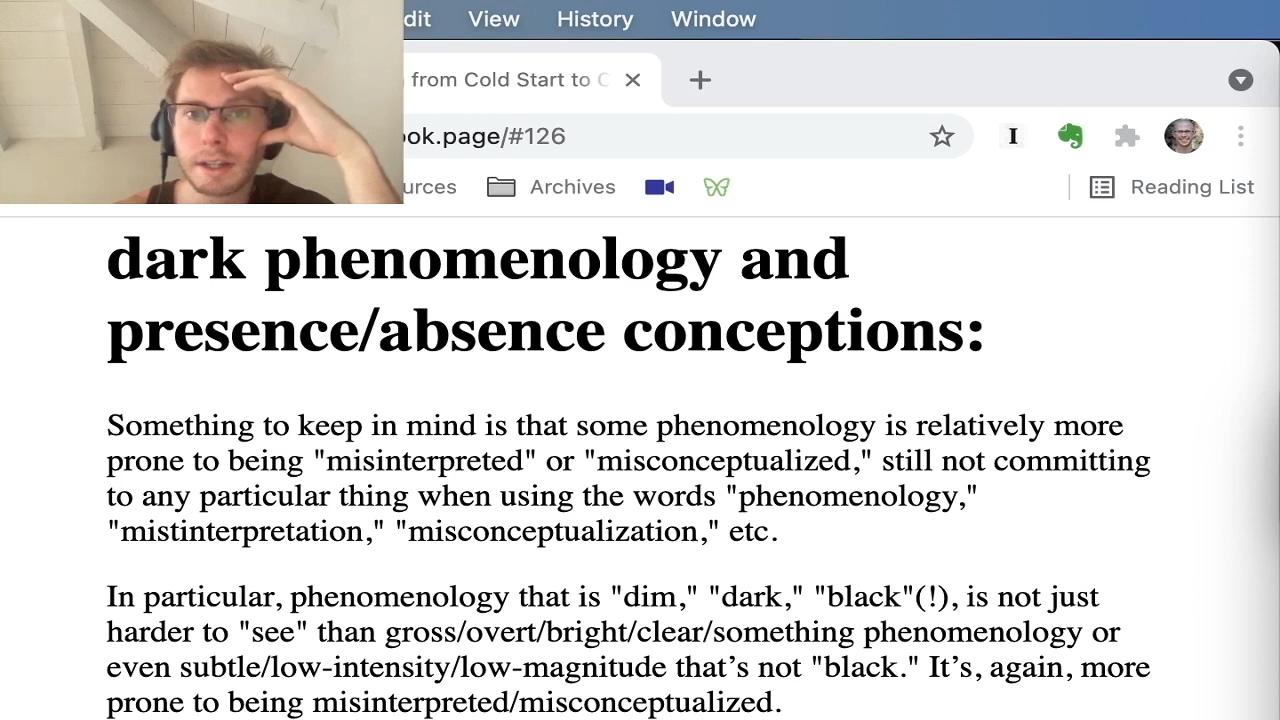 dit View History Window
from Cold Start to C
ok.page/#126
urces Archives Reading List
dark phenomenology and
presence/absence conceptions:
Something to keep in mind is that some phenomenology is relatively more
prone to being "misinterpreted" or "misconceptualized," still not committing
to any particular thing when using the words "phenomenology,"
"mistinterpretation," "misconceptualization," etc.
In particular, phenomenology that is "dim," "dark," "black"(!), is not just
harder to "see" than gross/overt/bright/clear/something phenomenology or
even subtle/low-intensity/low-magnitude that’s not "black." It’s, again, more
prone to being misinterpreted/misconceptualized.